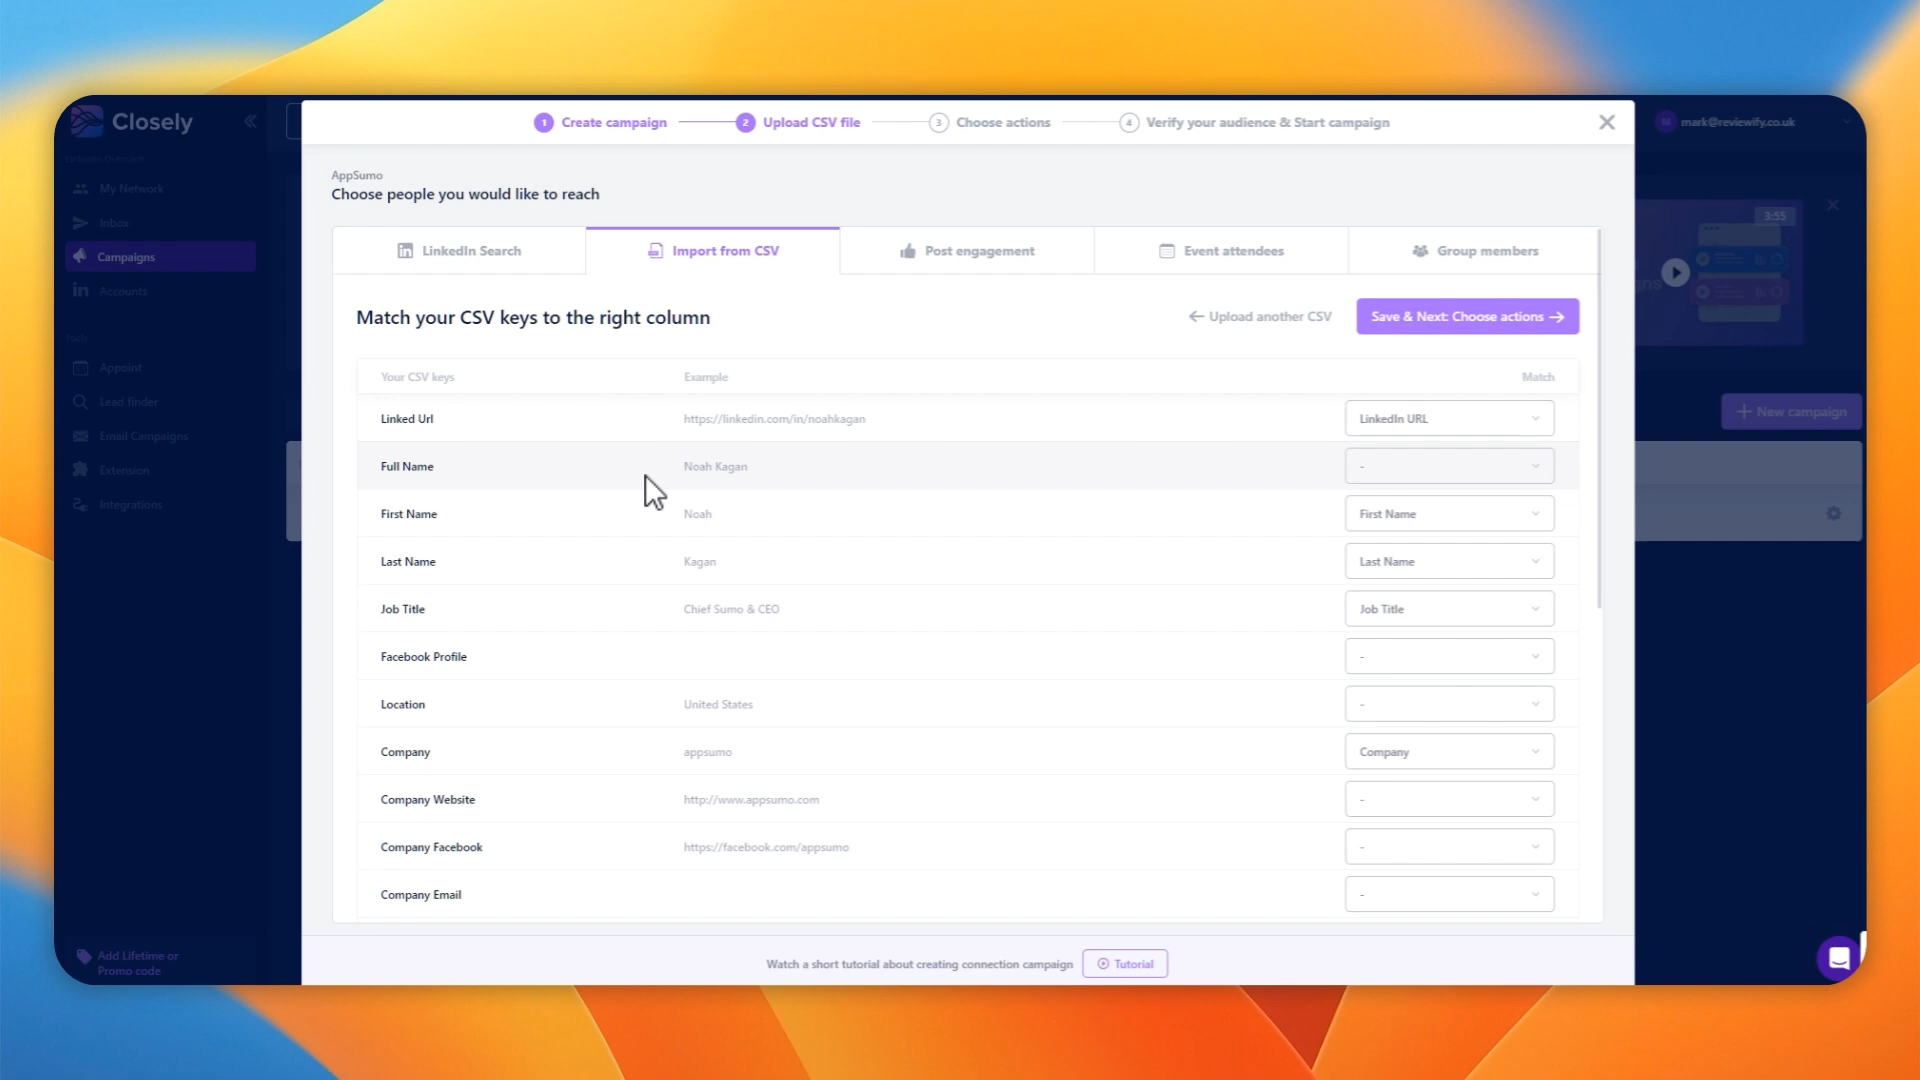 Closely
LinkedIn Outreach
My Network
Inbox
Campaigns
Accounts
Tools
Appoint
Lead finder
Email Campaigns
Extension
Integrations
Add Lifetime or
Promo code
1 Create campaign
2 Upload CSV file
3 Choose actions
4 Verify your audience & Start campaign
mark@reviewify.co.uk
AppSumo
Choose people you would like to reach
LinkedIn Search
Import from CSV
Post engagement
Event attendees
Group members
3:55
Match your CSV keys to the right column
Upload another CSV
Save & Next: Choose actions
New campaign
Your CSV keys Example Match
Linked Url https://linkedin.com/in/noahkagan LinkedIn URL
Full Name Noah Kagan -
First Name Noah First Name
Last Name Kagan Last Name
Job Title Chief Sumo & CEO Job Title
Facebook Profile -
Location United States -
Company appsumo Company
Company Website http://www.appsumo.com -
Company Facebook https://facebook.com/appsumo -
Company Email -
Watch a short tutorial about creating connection campaign Tutorial